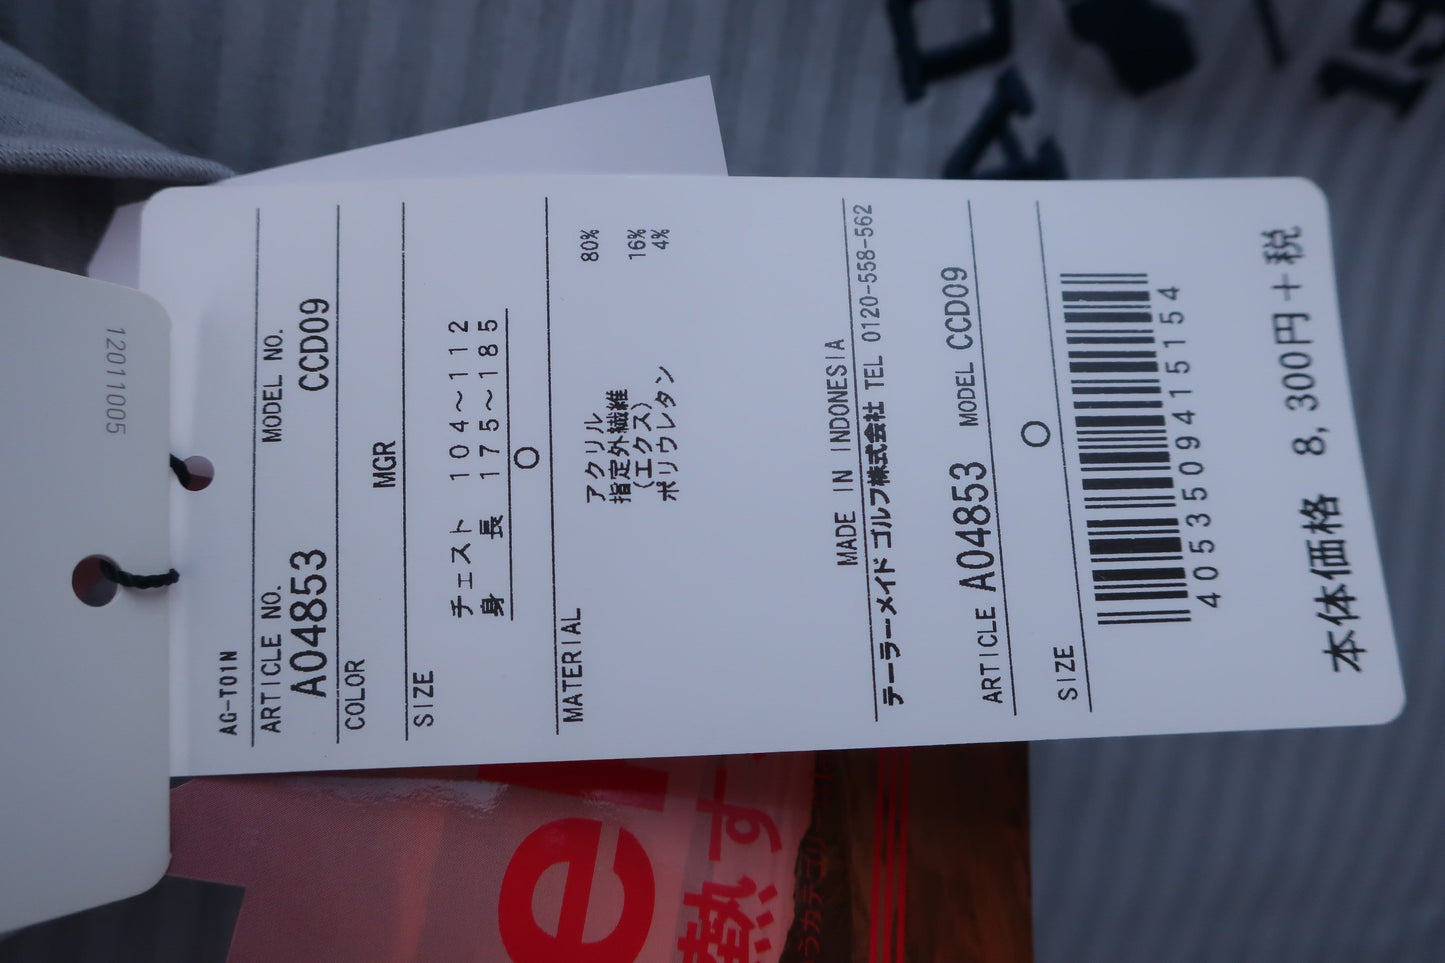 AG-T01N
ARTICLE NO. MODEL NO.
A04853 CCD09
COLOR
MGR
SIZE
チェスト 104～112
身 長 175～185
O
MATERIAL
アクリル 80%
指定外繊維
(エクス) 16%
ポリウレタン 4%
MADE IN INDONESIA
テーラーメイド ゴルフ株式会社 TEL 0120-558-562
ARTICLE A04853 MODEL CCD09
SIZE O
4053509415154
本体価格 8,300円＋税
12011005
熱す